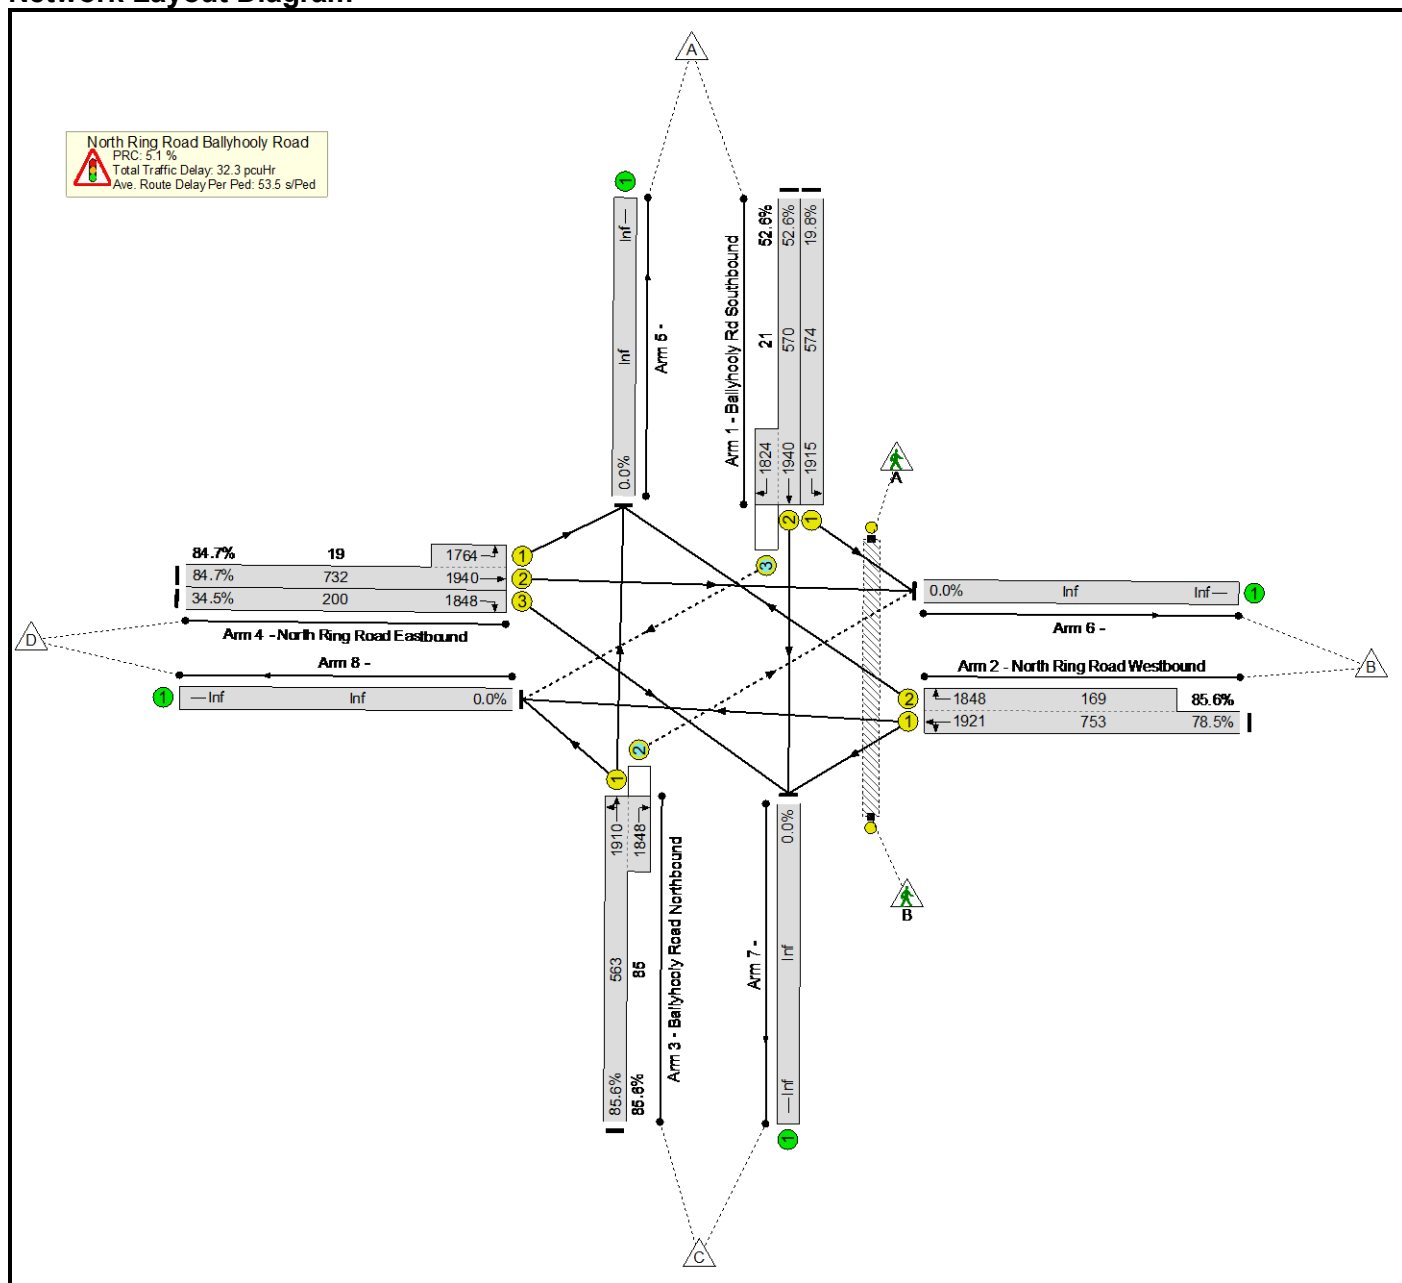 Network Layout Diagram
A
North Ring Road Ballyhooly Road
PRC: 5.1 %
Total Traffic Delay: 32.3 pcuHr
Ave. Route Delay Per Ped: 53.5 s/Ped
1
Inf
Inf
0.0%
Arm 5 -
Arm 1 - Ballyhooly Rd Southbound
52.6% 21 1824
52.6% 570 1940
19.8% 574 1915
3
2
1
A
84.7% 19 1764 1
84.7% 732 1940 2
34.5% 200 1848 3
Arm 4 - North Ring Road Eastbound
D
Arm 8 -
1 Inf Inf 0.0%
0.0% Inf Inf 1
Arm 6 -
B
Arm 2 - North Ring Road Westbound
2 1848 169 85.6%
1 1921 753 78.5%
1
2
1910 563 85.6%
1848 85 85.6%
Arm 3 - Ballyhooly Road Northbound
Arm 7 -
0.0%
Inf
Inf
1
B
C